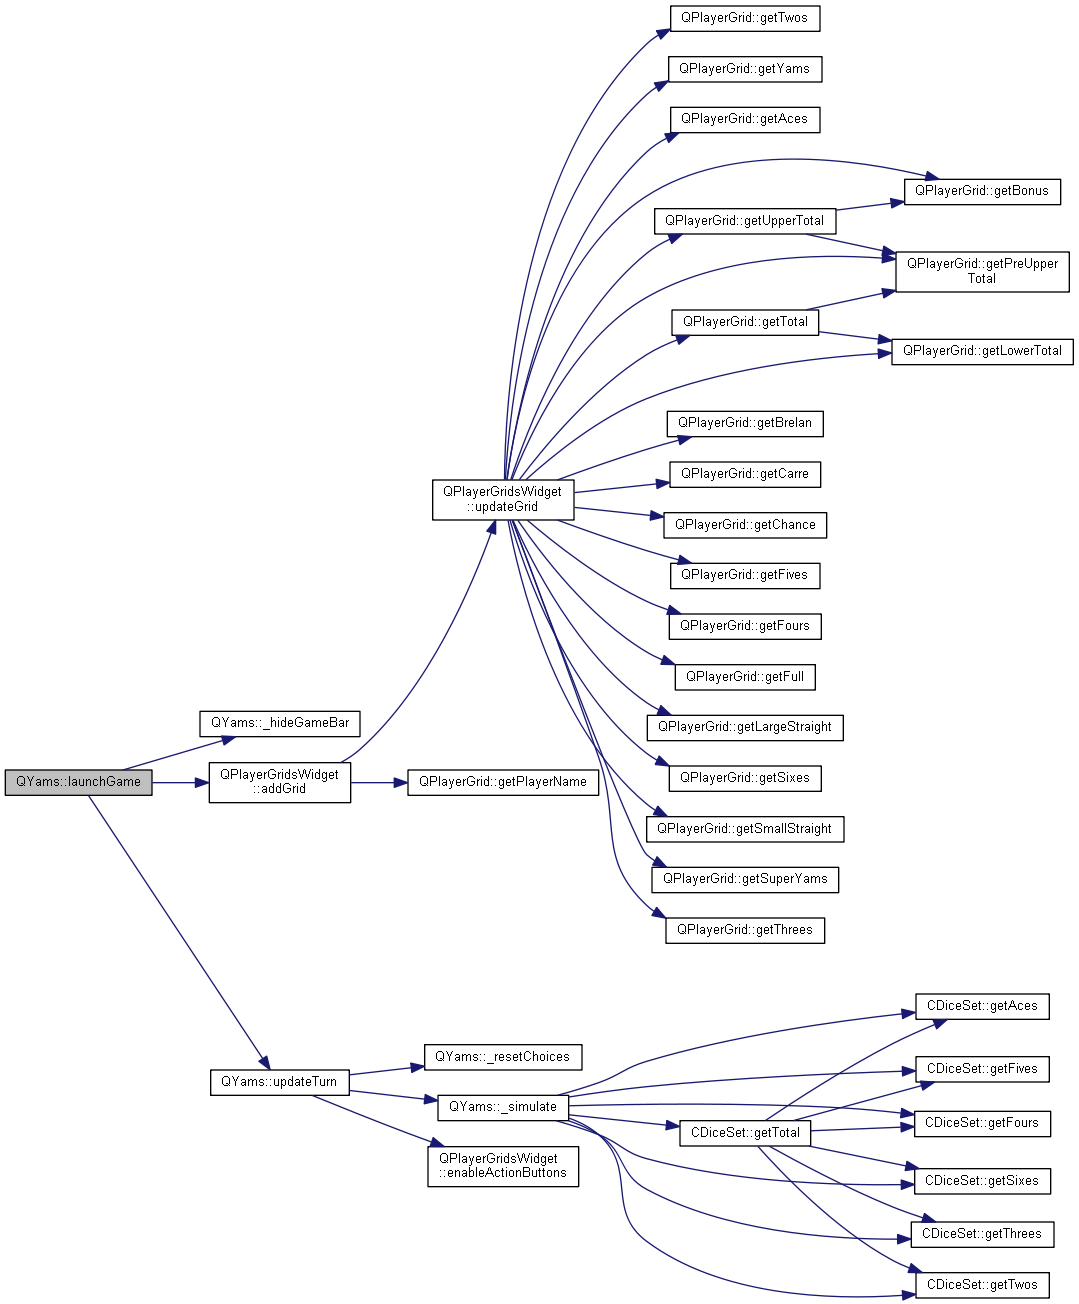 QPlayerGrid::getTwos
QPlayerGrid::getYams
QPlayerGrid::getAces
QPlayerGrid::getBonus
QPlayerGrid::getUpperTotal
QPlayerGrid::getPreUpper
Total
QPlayerGrid::getTotal
QPlayerGrid::getLowerTotal
QPlayerGrid::getBrelan
QPlayerGrid::getCarre
QPlayerGridsWidget
::updateGrid
QPlayerGrid::getChance
QPlayerGrid::getFives
QPlayerGrid::getFours
QPlayerGrid::getFull
QYams::_hideGameBar
QPlayerGrid::getLargeStraight
QYams::launchGame
QPlayerGridsWidget
::addGrid
QPlayerGrid::getPlayerName
QPlayerGrid::getSixes
QPlayerGrid::getSmallStraight
QPlayerGrid::getSuperYams
QPlayerGrid::getThrees
CDiceSet::getAces
QYams::_resetChoices
CDiceSet::getFives
QYams::updateTurn
QYams::_simulate
CDiceSet::getFours
CDiceSet::getTotal
QPlayerGridsWidget
::enableActionButtons
CDiceSet::getSixes
CDiceSet::getThrees
CDiceSet::getTwos